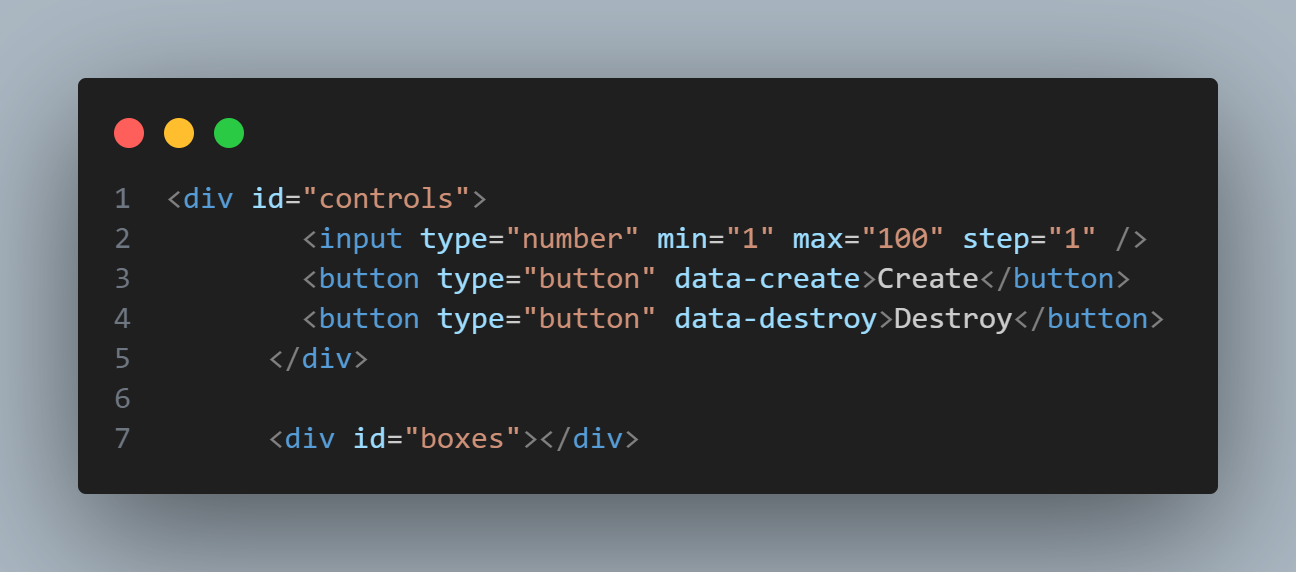 1 <div id="controls">
2         <input type="number" min="1" max="100" step="1" />
3         <button type="button" data-create>Create</button>
4         <button type="button" data-destroy>Destroy</button>
5       </div>
6
7       <div id="boxes"></div>